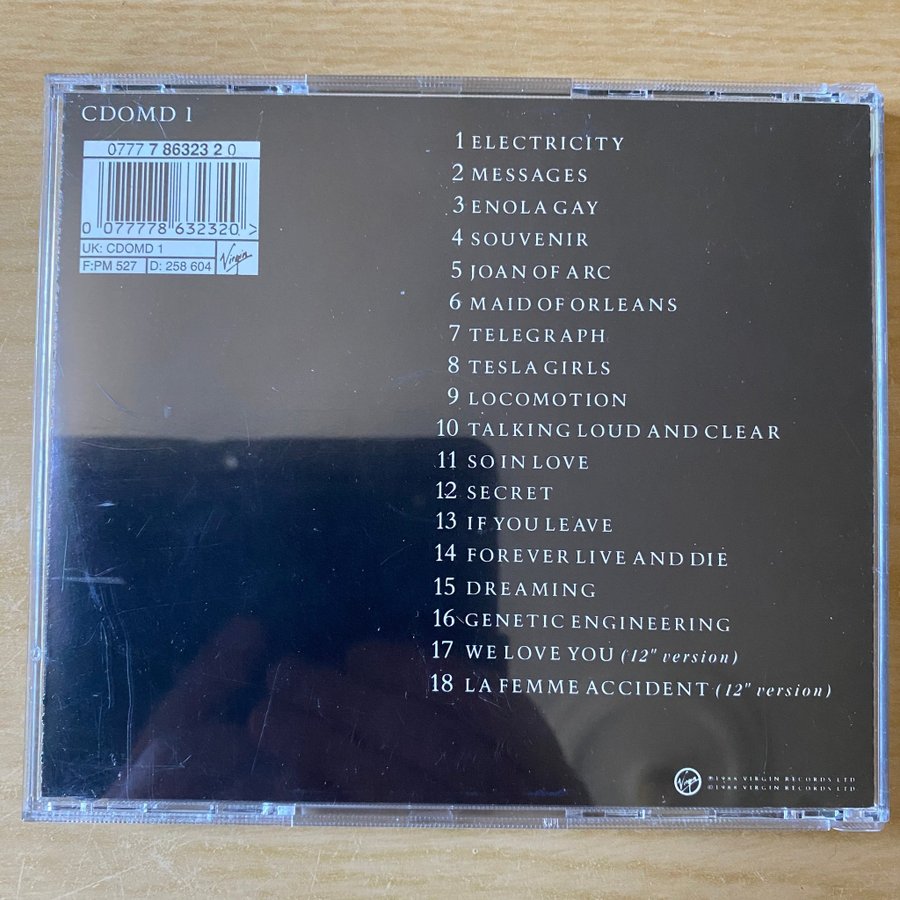 CDOMD 1
0777 7 86323 2 0
0 077778 632320 >
UK: CDOMD 1
F:PM 527 D: 258 604 Virgin
1 ELECTRICITY
2 MESSAGES
3 ENOLA GAY
4 SOUVENIR
5 JOAN OF ARC
6 MAID OF ORLEANS
7 TELEGRAPH
8 TESLA GIRLS
9 LOCOMOTION
10 TALKING LOUD AND CLEAR
11 SO IN LOVE
12 SECRET
13 IF YOU LEAVE
14 FOREVER LIVE AND DIE
15 DREAMING
16 GENETIC ENGINEERING
17 WE LOVE YOU (12" version)
18 LA FEMME ACCIDENT (12" version)
Virgin
℗ 1988 VIRGIN RECORDS LTD
© 1988 VIRGIN RECORDS LTD